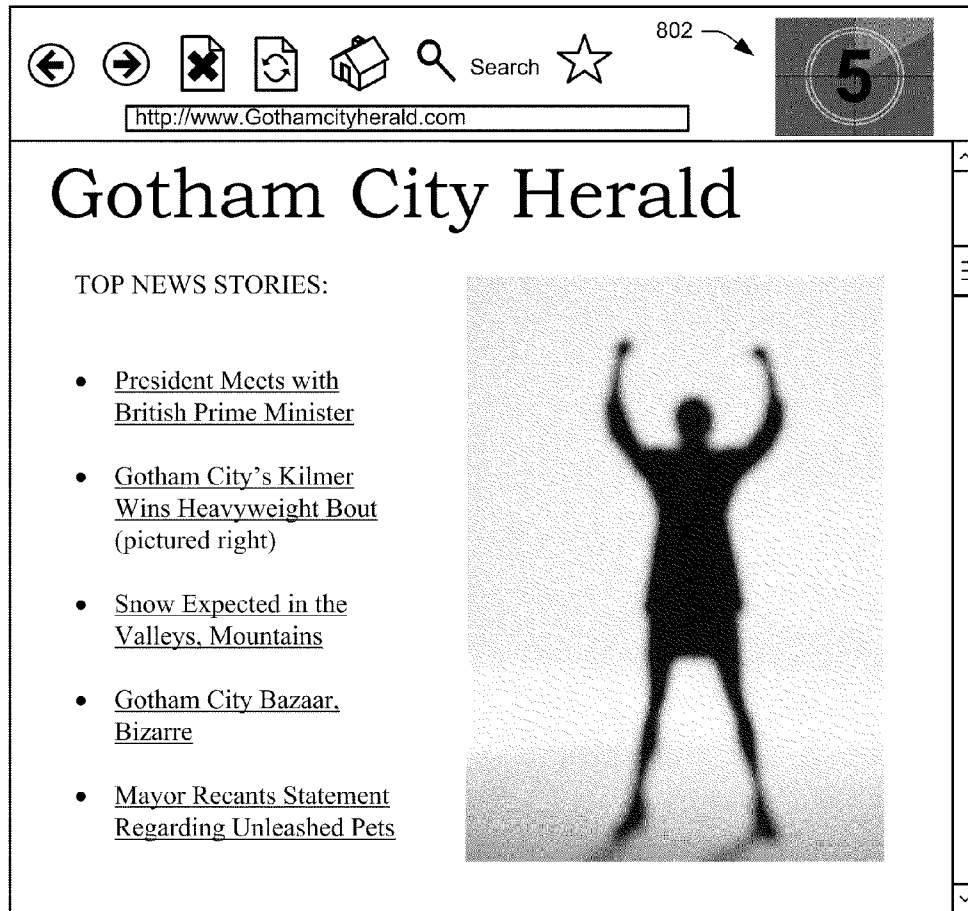 802
5
Search
http://www.Gothamcityherald.com
Gotham City Herald
TOP NEWS STORIES:
• President Meets with
British Prime Minister
• Gotham City's Kilmer
Wins Heavyweight Bout
(pictured right)
• Snow Expected in the
Valleys, Mountains
• Gotham City Bazaar,
Bizarre
• Mayor Recants Statement
Regarding Unleashed Pets